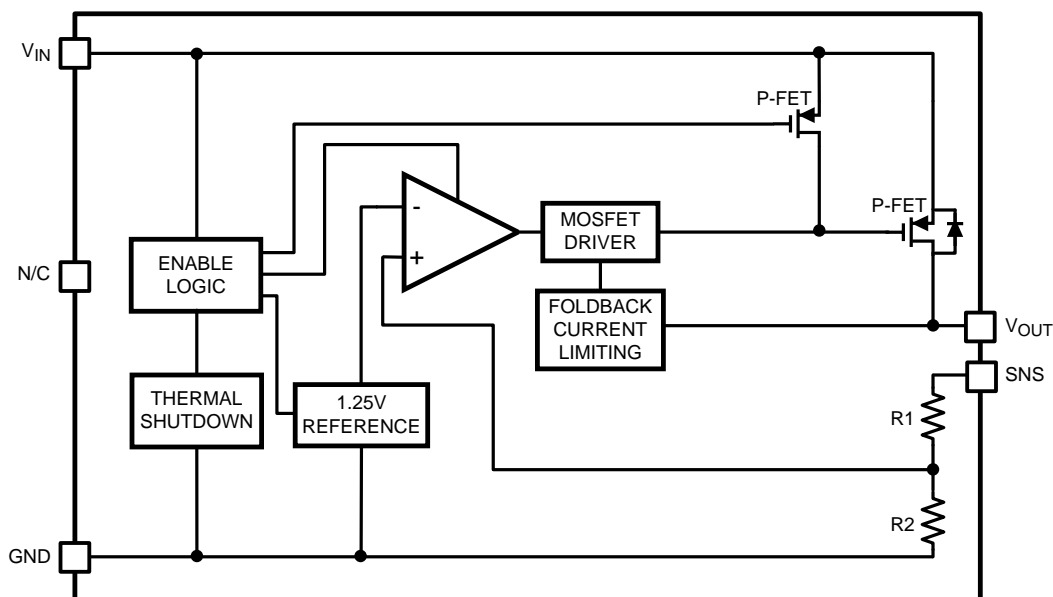 VIN
P-FET
P-FET
-
+
MOSFET
DRIVER
N/C
ENABLE
LOGIC
FOLDBACK
CURRENT
LIMITING
VOUT
SNS
THERMAL
SHUTDOWN
1.25V
REFERENCE
R1
R2
GND